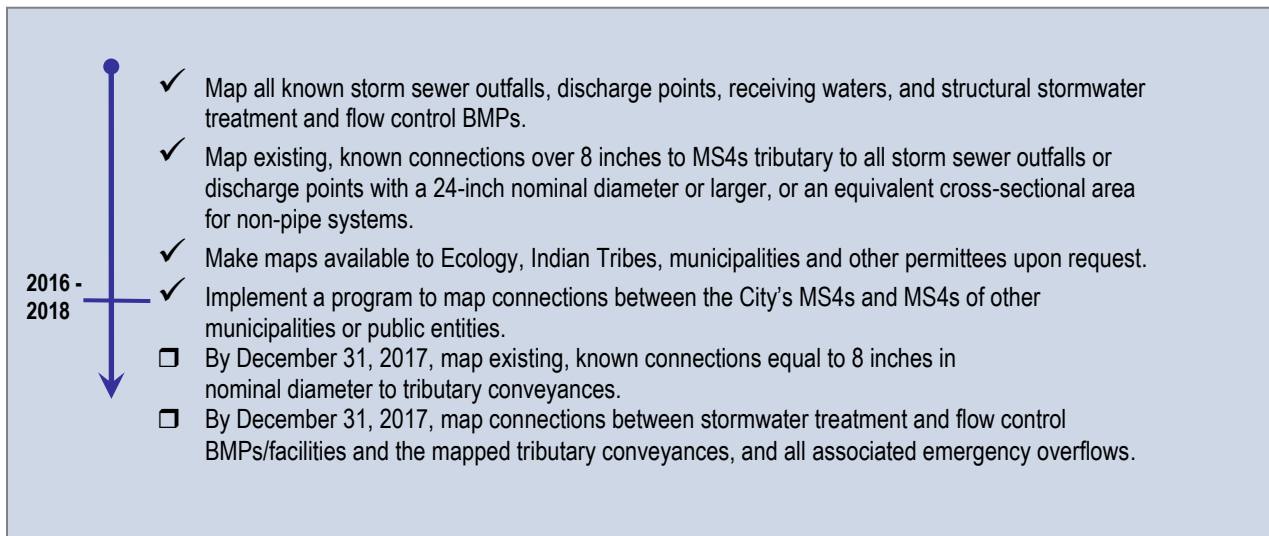 ✓ Map all known storm sewer outfalls, discharge points, receiving waters, and structural stormwater
treatment and flow control BMPs.
✓ Map existing, known connections over 8 inches to MS4s tributary to all storm sewer outfalls or
discharge points with a 24-inch nominal diameter or larger, or an equivalent cross-sectional area
for non-pipe systems.
✓ Make maps available to Ecology, Indian Tribes, municipalities and other permittees upon request.
2016 -
2018
✓ Implement a program to map connections between the City's MS4s and MS4s of other
municipalities or public entities.
❒ By December 31, 2017, map existing, known connections equal to 8 inches in
nominal diameter to tributary conveyances.
❒ By December 31, 2017, map connections between stormwater treatment and flow control
BMPs/facilities and the mapped tributary conveyances, and all associated emergency overflows.